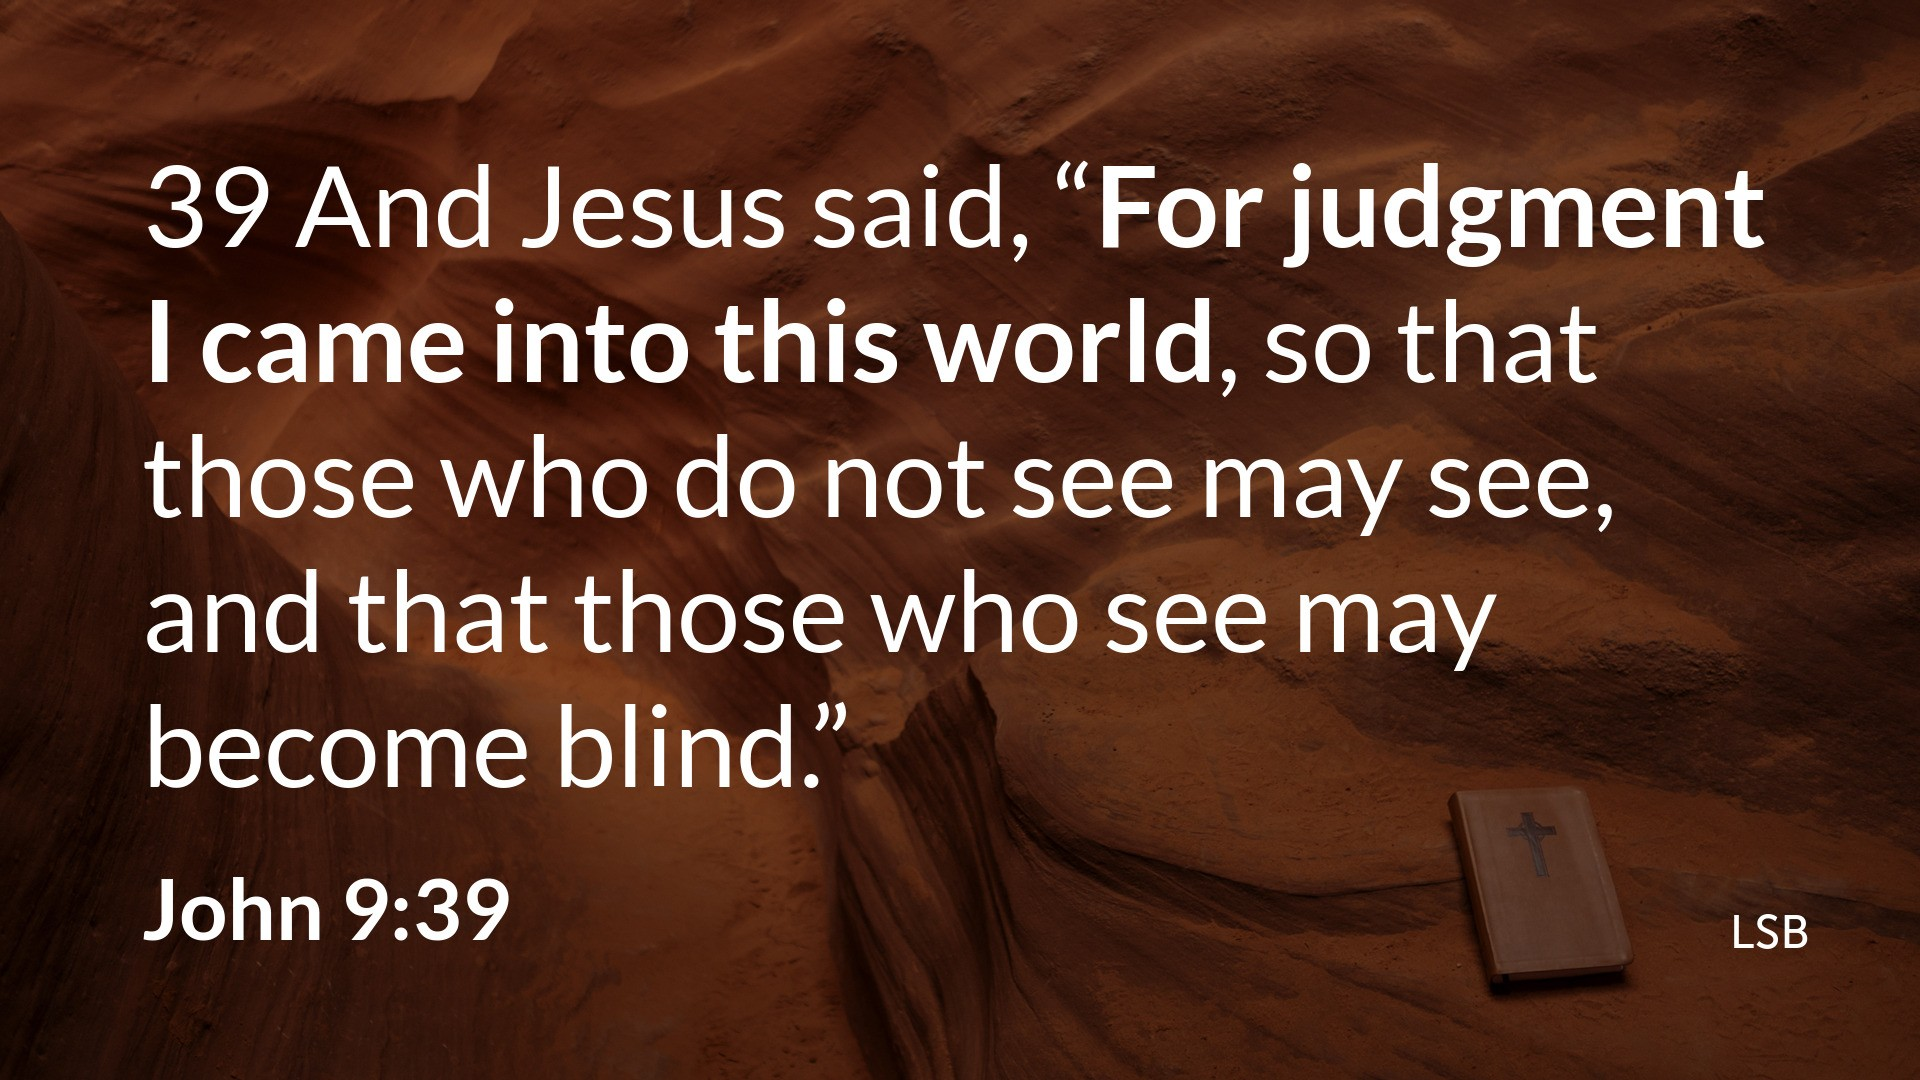 39 And Jesus said, “For judgment
I came into this world, so that
those who do not see may see,
and that those who see may
become blind.”
John 9:39
LSB